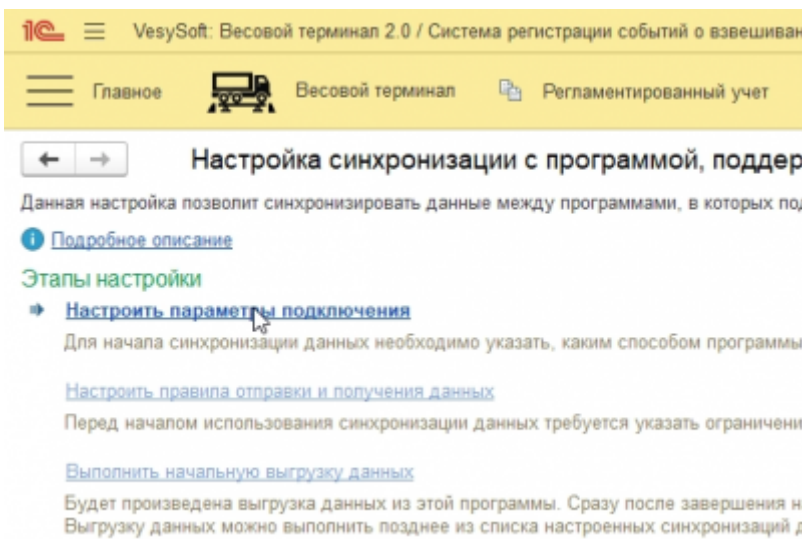 1С VesySoft: Весовой терминал 2.0 / Система регистрации событий о взвешиван
Главное Весовой терминал Регламентированный учет
← → Настройка синхронизации с программой, поддер
Данная настройка позволит синхронизировать данные между программами, в которых под
i Подробное описание
Этапы настройки
Настроить параметры подключения
Для начала синхронизации данных необходимо указать, каким способом программы
Настроить правила отправки и получения данных
Перед началом использования синхронизации данных требуется указать ограничени
Выполнить начальную выгрузку данных
Будет произведена выгрузка данных из этой программы. Сразу после завершения н
Выгрузку данных можно выполнить позднее из списка настроенных синхронизаций д